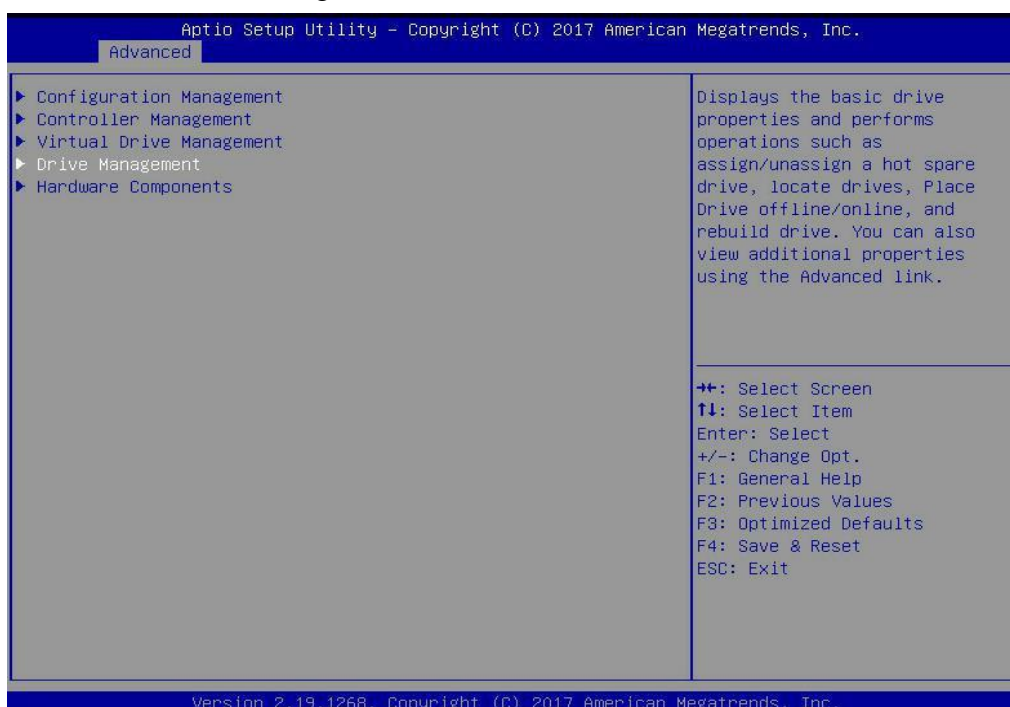 Aptio Setup Utility – Copyright (C) 2017 American Megatrends, Inc.
Advanced
▶ Configuration Management
▶ Controller Management
▶ Virtual Drive Management
▶ Drive Management
▶ Hardware Components
Displays the basic drive
properties and performs
operations such as
assign/unassign a hot spare
drive, locate drives, Place
Drive offline/online, and
rebuild drive. You can also
view additional properties
using the Advanced link.
→←: Select Screen
↑↓: Select Item
Enter: Select
+/-: Change Opt.
F1: General Help
F2: Previous Values
F3: Optimized Defaults
F4: Save & Reset
ESC: Exit
Version 2.19.1268. Copyright (C) 2017 American Megatrends, Inc.